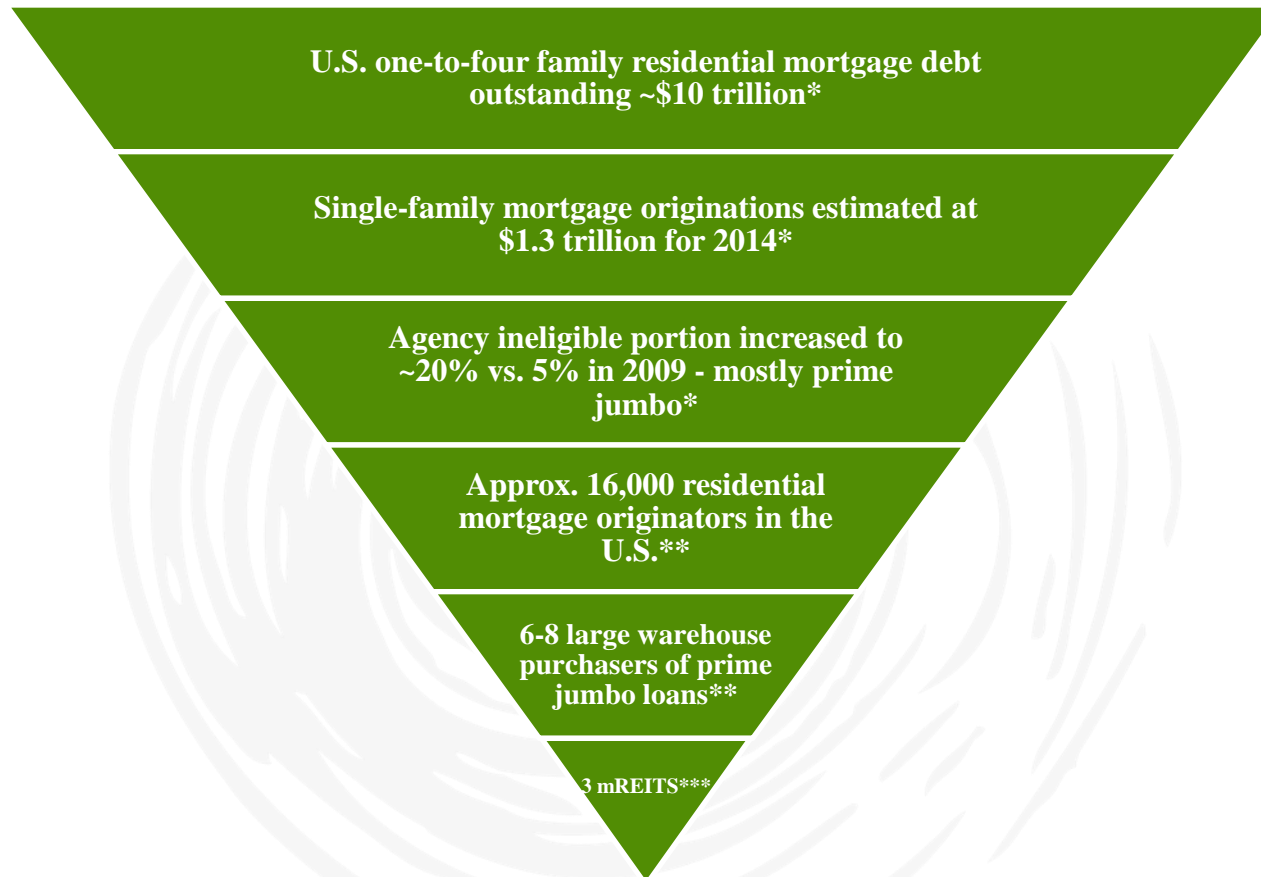 U.S. one-to-four family residential mortgage debt
outstanding ~$10 trillion*
Single-family mortgage originations estimated at
$1.3 trillion for 2014*
Agency ineligible portion increased to
~20% vs. 5% in 2009 - mostly prime
jumbo*
Approx. 16,000 residential
mortgage originators in the
U.S.**
6-8 large warehouse
purchasers of prime
jumbo loans**
3 mREITS***